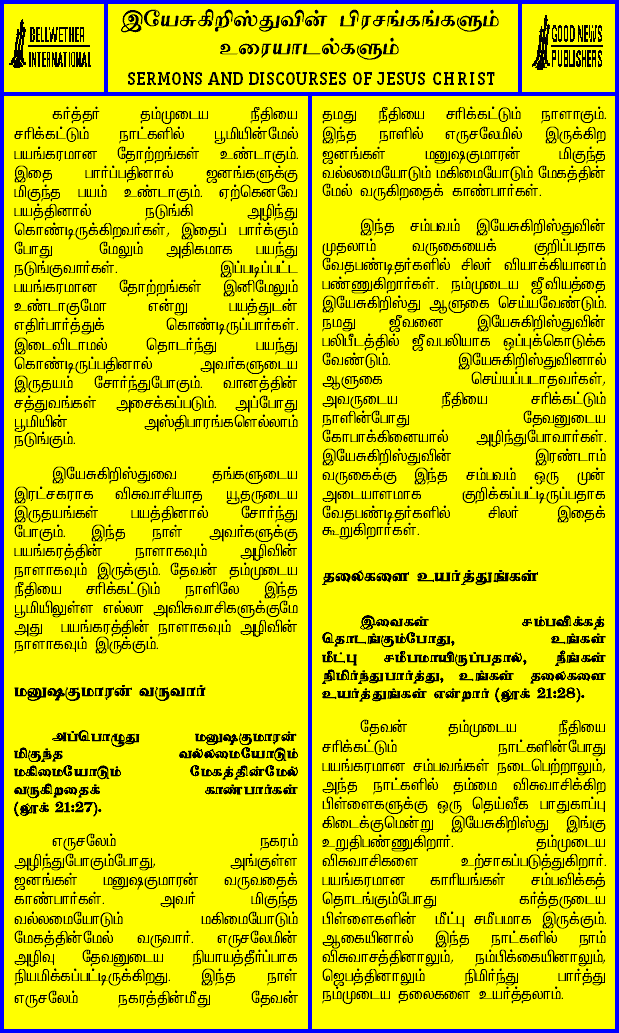 BELLWETHER
INTERNATIONAL
இயேசுகிறிஸ்துவின் பிரசங்கங்களும்
உரையாடல்களும்
SERMONS AND DISCOURSES OF JESUS CHRIST
GOOD NEWS
PUBLISHERS
கர்த்தர் தம்முடைய நீதியை
சரிக்கட்டும் நாட்களில் பூமியின்மேல்
பயங்கரமான தோற்றங்கள் உண்டாகும்.
இதை பார்ப்பதினால் ஜனங்களுக்கு
மிகுந்த பயம் உண்டாகும். ஏற்கெனவே
பயத்தினால் நடுங்கி அழிந்து
கொண்டிருக்கிறவர்கள், இதைப் பார்க்கும்
போது மேலும் அதிகமாக பயந்து
நடுங்குவார்கள். இப்படிப்பட்ட
பயங்கரமான தோற்றங்கள் இனிமேலும்
உண்டாகுமோ என்று பயத்துடன்
எதிர்பார்த்துக் கொண்டிருப்பார்கள்.
இடைவிடாமல் தொடர்ந்து பயந்து
கொண்டிருப்பதினால் அவர்களுடைய
இருதயம் சோர்ந்துபோகும். வானத்தின்
சத்துவங்கள் அசைக்கப்படும். அப்போது
பூமியின் அஸ்திபாரங்களெல்லாம்
நடுங்கும்.
இயேசுகிறிஸ்துவை தங்களுடைய
இரட்சகராக விசுவாசியாத யூதருடைய
இருதயங்கள் பயத்தினால் சோர்ந்து
போகும். இந்த நாள் அவர்களுக்கு
பயங்கரத்தின் நாளாகவும் அழிவின்
நாளாகவும் இருக்கும். தேவன் தம்முடைய
நீதியை சரிக்கட்டும் நாளிலே இந்த
பூமியிலுள்ள எல்லா அவிசுவாசிகளுக்குமே
அது பயங்கரத்தின் நாளாகவும் அழிவின்
நாளாகவும் இருக்கும்.
மனுஷகுமாரன் வருவார்
அப்பொழுது மனுஷகுமாரன்
மிகுந்த வல்லமையோடும்
மகிமையோடும் மேகத்தின்மேல்
வருகிறதைக் காண்பார்கள்
(லூக் 21:27).
எருசலேம் நகரம்
அழிந்துபோகும்போது, அங்குள்ள
ஜனங்கள் மனுஷகுமாரன் வருவதைக்
காண்பார்கள். அவர் மிகுந்த
வல்லமையோடும் மகிமையோடும்
மேகத்தின்மேல் வருவார். எருசலேமின்
அழிவு தேவனுடைய நியாயத்தீர்ப்பாக
நியமிக்கப்பட்டிருக்கிறது. இந்த நாள்
எருசலேம் நகரத்தின்மீது தேவன்
தமது நீதியை சரிக்கட்டும் நாளாகும்.
இந்த நாளில் எருசலேமில் இருக்கிற
ஜனங்கள் மனுஷகுமாரன் மிகுந்த
வல்லமையோடும் மகிமையோடும் மேகத்தின்
மேல் வருகிறதைக் காண்பார்கள்.
இந்த சம்பவம் இயேசுகிறிஸ்துவின்
முதலாம் வருகையைக் குறிப்பதாக
வேதபண்டிதர்களில் சிலர் வியாக்கியானம்
பண்ணுகிறார்கள். நம்முடைய ஜீவியத்தை
இயேசுகிறிஸ்து ஆளுகை செய்யவேண்டும்.
நமது ஜீவனை இயேசுகிறிஸ்துவின்
பலிபீடத்தில் ஜீவபலியாக ஒப்புக்கொடுக்க
வேண்டும். இயேசுகிறிஸ்துவினால்
ஆளுகை செய்யப்படாதவர்கள்,
அவருடைய நீதியை சரிக்கட்டும்
நாளின்போது தேவனுடைய
கோபாக்கினையால் அழிந்துபோவார்கள்.
இயேசுகிறிஸ்துவின் இரண்டாம்
வருகைக்கு இந்த சம்பவம் ஒரு முன்
அடையாளமாக குறிக்கப்பட்டிருப்பதாக
வேதபண்டிதர்களில் சிலர் இதைக்
கூறுகிறார்கள்.
தலைகளை உயர்த்துங்கள்
இவைகள் சம்பவிக்கத்
தொடங்கும்போது, உங்கள்
மீட்பு சமீபமாயிருப்பதால், நீங்கள்
நிமிர்ந்துபார்த்து, உங்கள் தலைகளை
உயர்த்துங்கள் என்றார் (லூக் 21:28).
தேவன் தம்முடைய நீதியை
சரிக்கட்டும் நாட்களின்போது
பயங்கரமான சம்பவங்கள் நடைபெற்றாலும்,
அந்த நாட்களில் தம்மை விசுவாசிக்கிற
பிள்ளைகளுக்கு ஒரு தெய்வீக பாதுகாப்பு
கிடைக்குமென்று இயேசுகிறிஸ்து இங்கு
உறுதிபண்ணுகிறார். தம்முடைய
விசுவாசிகளை உற்சாகப்படுத்துகிறார்.
பயங்கரமான காரியங்கள் சம்பவிக்கத்
தொடங்கும்போது கர்த்தருடைய
பிள்ளைகளின் மீட்பு சமீபமாக இருக்கும்.
ஆகையினால் இந்த நாட்களில் நாம்
விசுவாசத்தினாலும், நம்பிக்கையினாலும்,
ஜெபத்தினாலும் நிமிர்ந்து பார்த்து
நம்முடைய தலைகளை உயர்த்தலாம்.